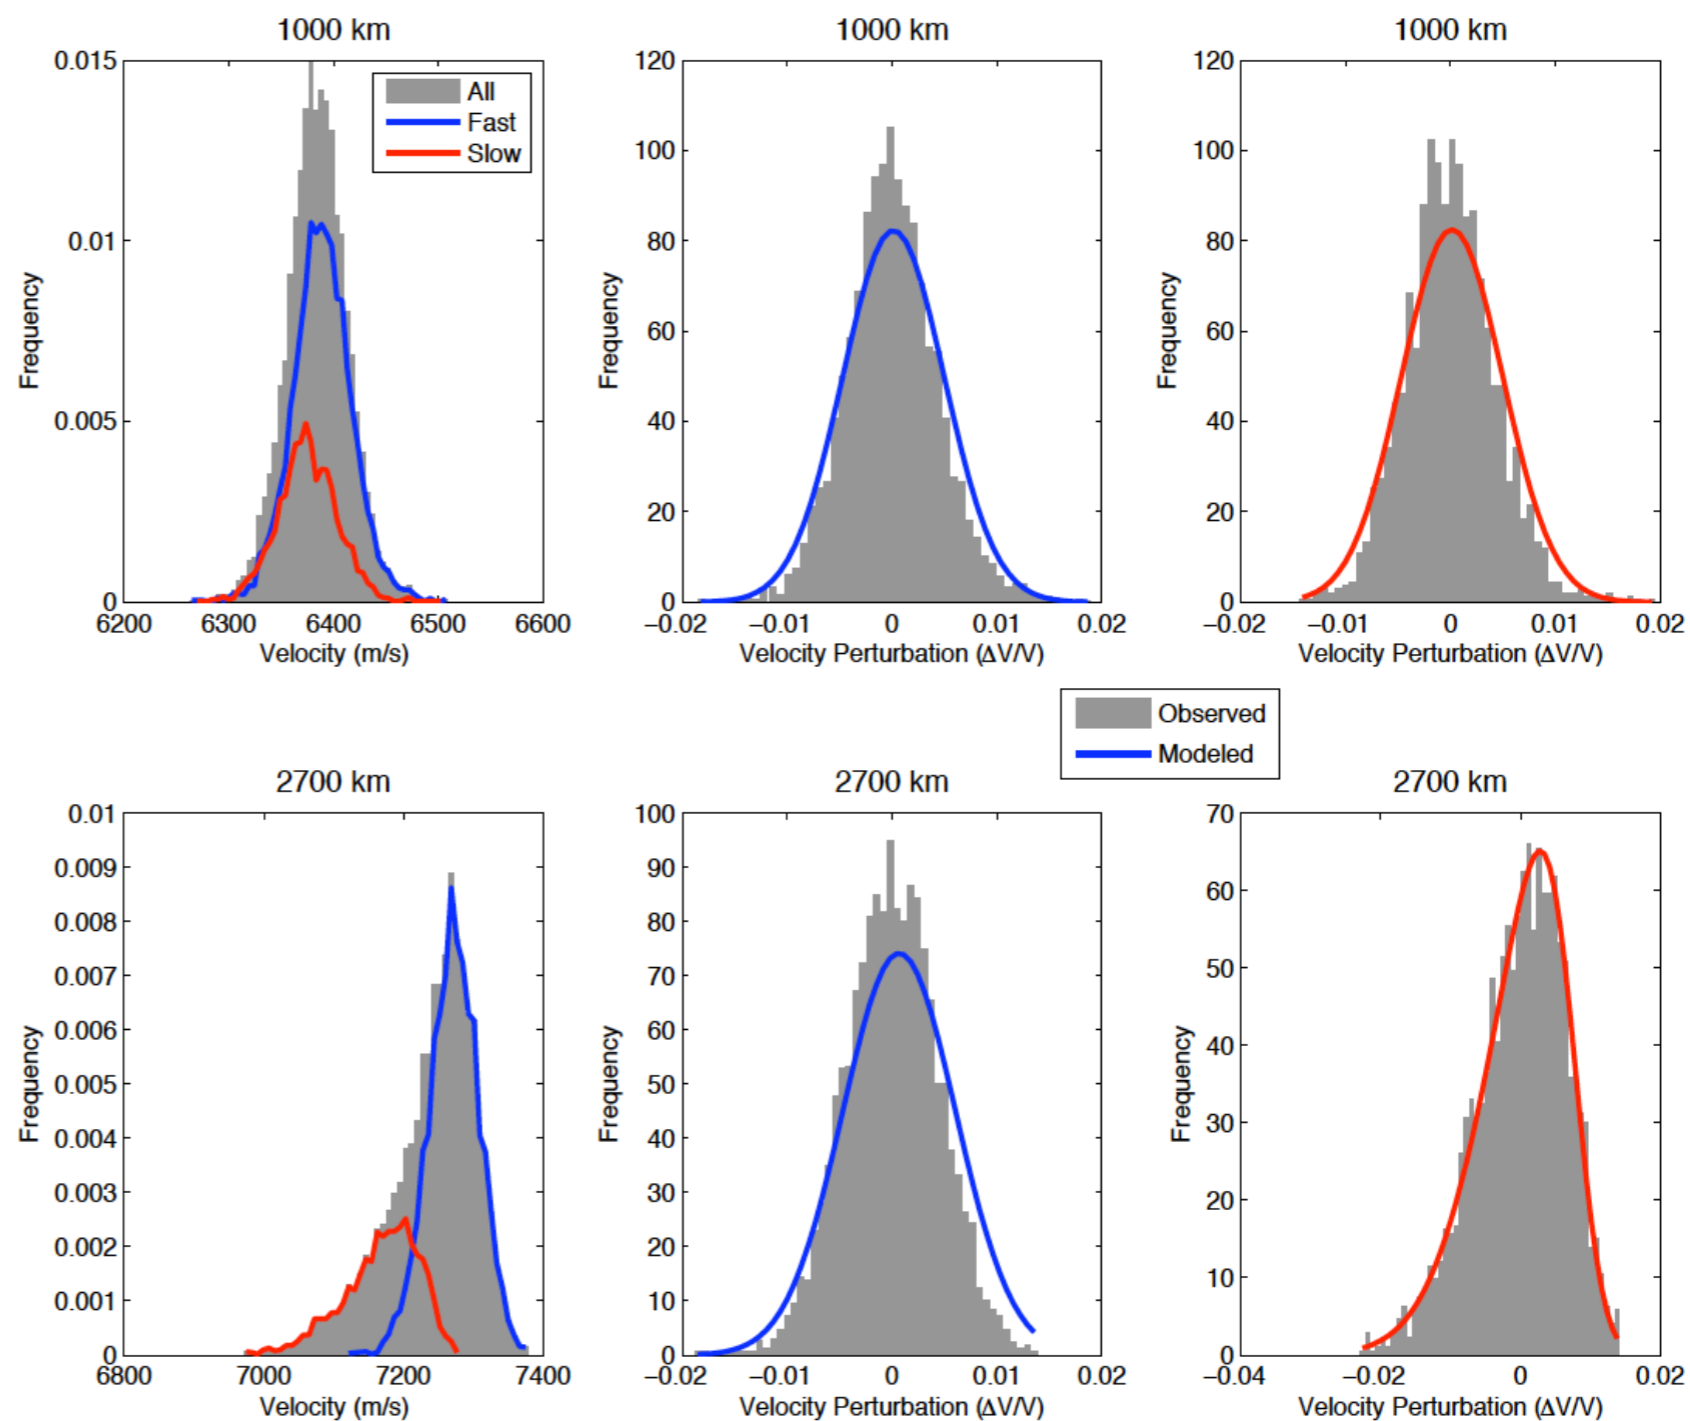 1000 km
1000 km
1000 km
0.015
0.01
0.005
0
Frequency
All
Fast
Slow
6200 6300 6400 6500 6600
Velocity (m/s)
120
100
80
60
40
20
0
Frequency
−0.02 −0.01 0 0.01 0.02
Velocity Perturbation (ΔV/V)
120
100
80
60
40
20
0
Frequency
−0.02 −0.01 0 0.01 0.02
Velocity Perturbation (ΔV/V)
Observed
Modeled
2700 km
2700 km
2700 km
0.01
0.009
0.008
0.007
0.006
0.005
0.004
0.003
0.002
0.001
0
Frequency
6800 7000 7200 7400
Velocity (m/s)
100
90
80
70
60
50
40
30
20
10
0
Frequency
−0.02 −0.01 0 0.01 0.02
Velocity Perturbation (ΔV/V)
70
60
50
40
30
20
10
0
Frequency
−0.04 −0.02 0 0.02
Velocity Perturbation (ΔV/V)